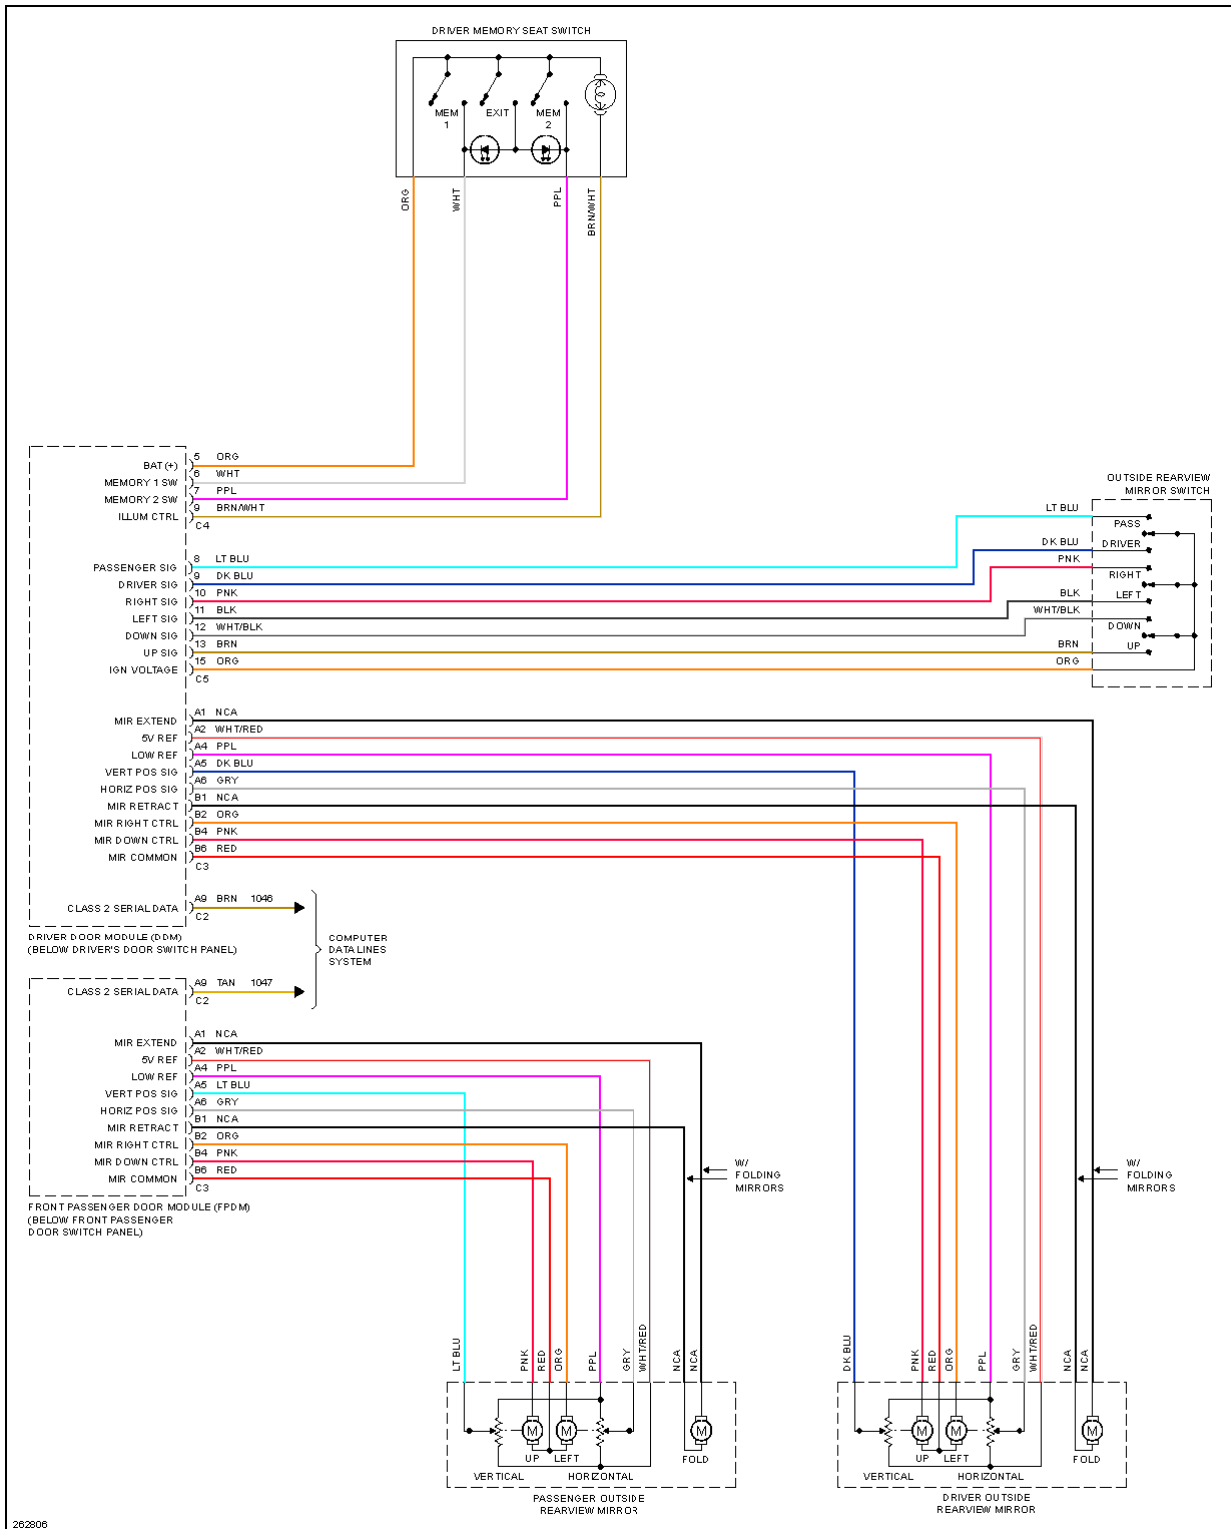 DRIVER MEMORY SEAT SWITCH
MEM
1
EXIT
MEM
2
ORG
WHT
PPL
BRN/WHT
BAT (+)
5 ORG
MEMORY 1 SW
6 WHT
MEMORY 2 SW
7 PPL
ILLUM CTRL
9 BRN/WHT
C4
PASSENGER SIG
8 LT BLU
DRIVER SIG
9 DK BLU
RIGHT SIG
10 PNK
LEFT SIG
11 BLK
DOWN SIG
12 WHT/BLK
UP SIG
13 BRN
IGN VOLTAGE
15 ORG
C5
OUTSIDE REARVIEW
MIRROR SWITCH
LT BLU
PASS
DK BLU
DRIVER
PNK
RIGHT
BLK
LEFT
WHT/BLK
DOWN
BRN
UP
ORG
MIR EXTEND
A1 NCA
5V REF
A2 WHT/RED
LOW REF
A4 PPL
VERT POS SIG
A5 DK BLU
HORIZ POS SIG
A6 GRY
MIR RETRACT
B1 NCA
MIR RIGHT CTRL
B2 ORG
MIR DOWN CTRL
B4 PNK
MIR COMMON
B6 RED
C3
CLASS 2 SERIAL DATA
A9 BRN 1046
C2
DRIVER DOOR MODULE (DDM)
(BELOW DRIVER'S DOOR SWITCH PANEL)
COMPUTER
DATA LINES
SYSTEM
CLASS 2 SERIAL DATA
A9 TAN 1047
C2
MIR EXTEND
A1 NCA
5V REF
A2 WHT/RED
LOW REF
A4 PPL
VERT POS SIG
A5 LT BLU
HORIZ POS SIG
A6 GRY
MIR RETRACT
B1 NCA
MIR RIGHT CTRL
B2 ORG
MIR DOWN CTRL
B4 PNK
MIR COMMON
B6 RED
C3
FRONT PASSENGER DOOR MODULE (FPDM)
(BELOW FRONT PASSENGER
DOOR SWITCH PANEL)
W/
FOLDING
MIRRORS
W/
FOLDING
MIRRORS
LT BLU
PNK
RED
ORG
PPL
GRY
WHT/RED
NCA
NCA
DK BLU
PNK
RED
ORG
PPL
GRY
WHT/RED
NCA
NCA
M
M
M
UP
LEFT
FOLD
VERTICAL
HORIZONTAL
PASSENGER OUTSIDE
REARVIEW MIRROR
M
M
M
UP
LEFT
FOLD
VERTICAL
HORIZONTAL
DRIVER OUTSIDE
REARVIEW MIRROR
262806